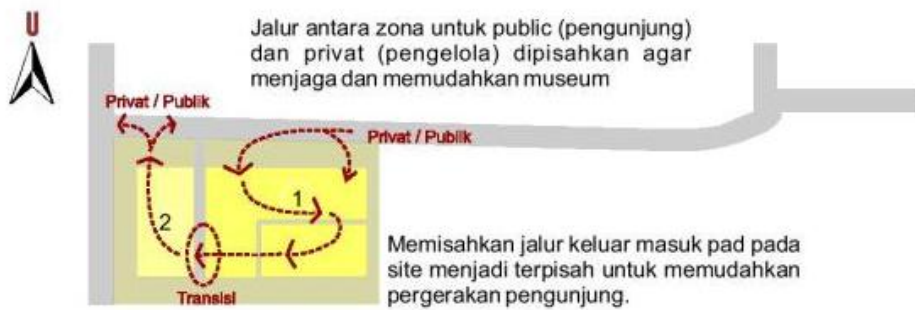 U
Jalur antara zona untuk public (pengunjung)
dan privat (pengelola) dipisahkan agar
menjaga dan memudahkan museum
Privat / Publik
Privat / Publik
1
2
Transisi
Memisahkan jalur keluar masuk pad pada
site menjadi terpisah untuk memudahkan
pergerakan pengunjung.